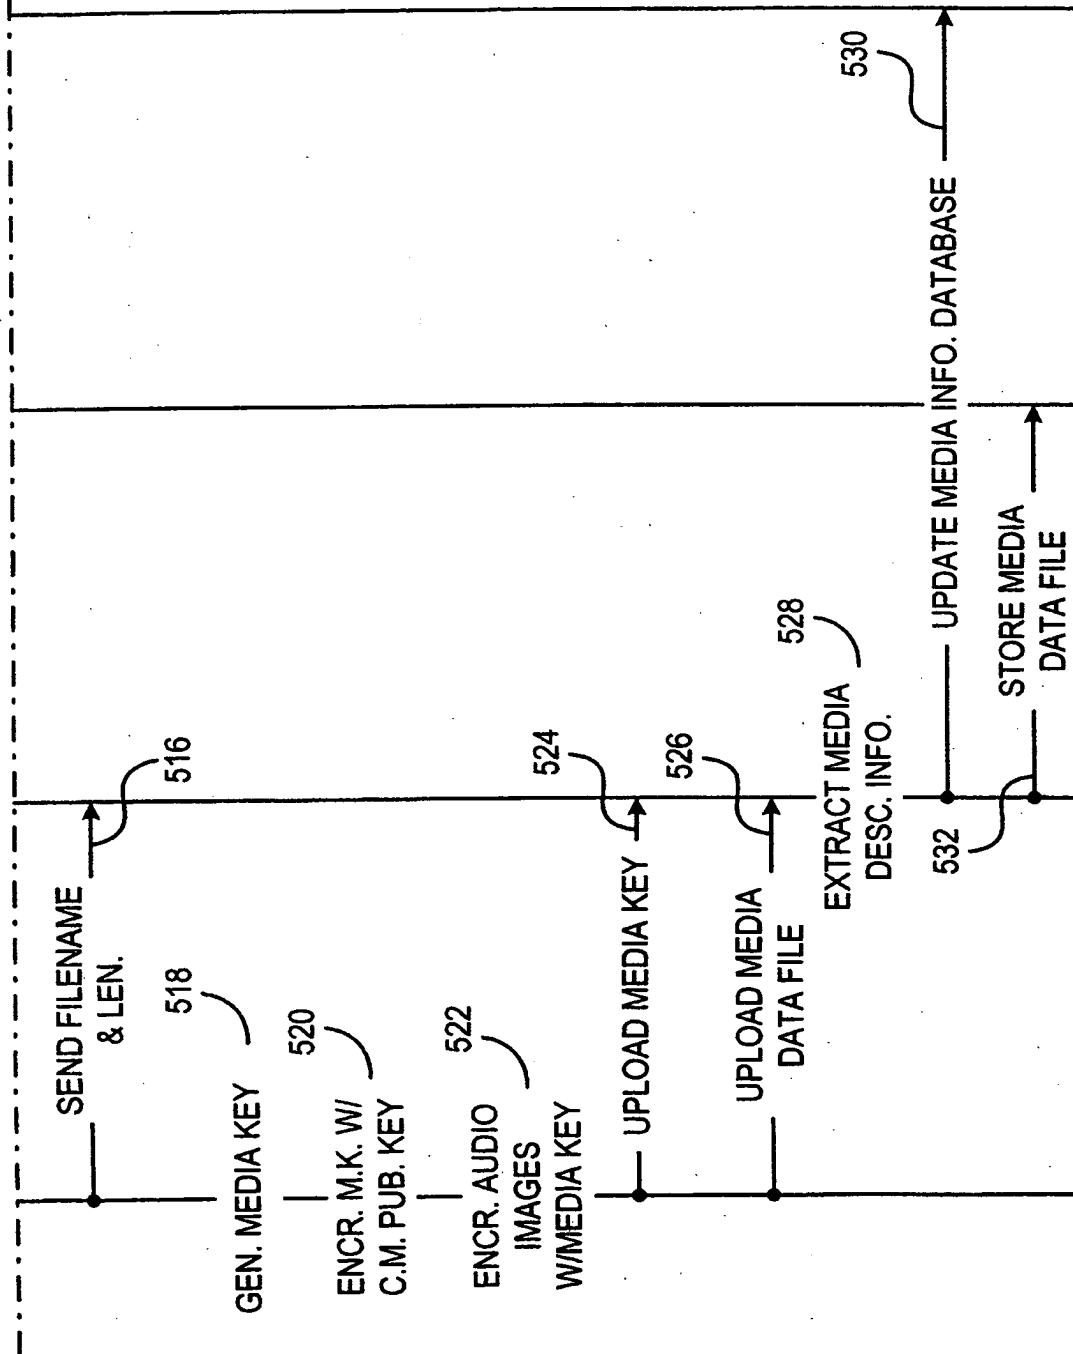 SEND FILENAME
& LEN.
516
518
GEN. MEDIA KEY
520
ENCR. M.K. W/
C.M. PUB. KEY
522
ENCR. AUDIO
IMAGES
W/MEDIA KEY
524
UPLOAD MEDIA KEY
526
UPLOAD MEDIA
DATA FILE
528
EXTRACT MEDIA
DESC. INFO.
530
UPDATE MEDIA INFO. DATABASE
532
STORE MEDIA
DATA FILE